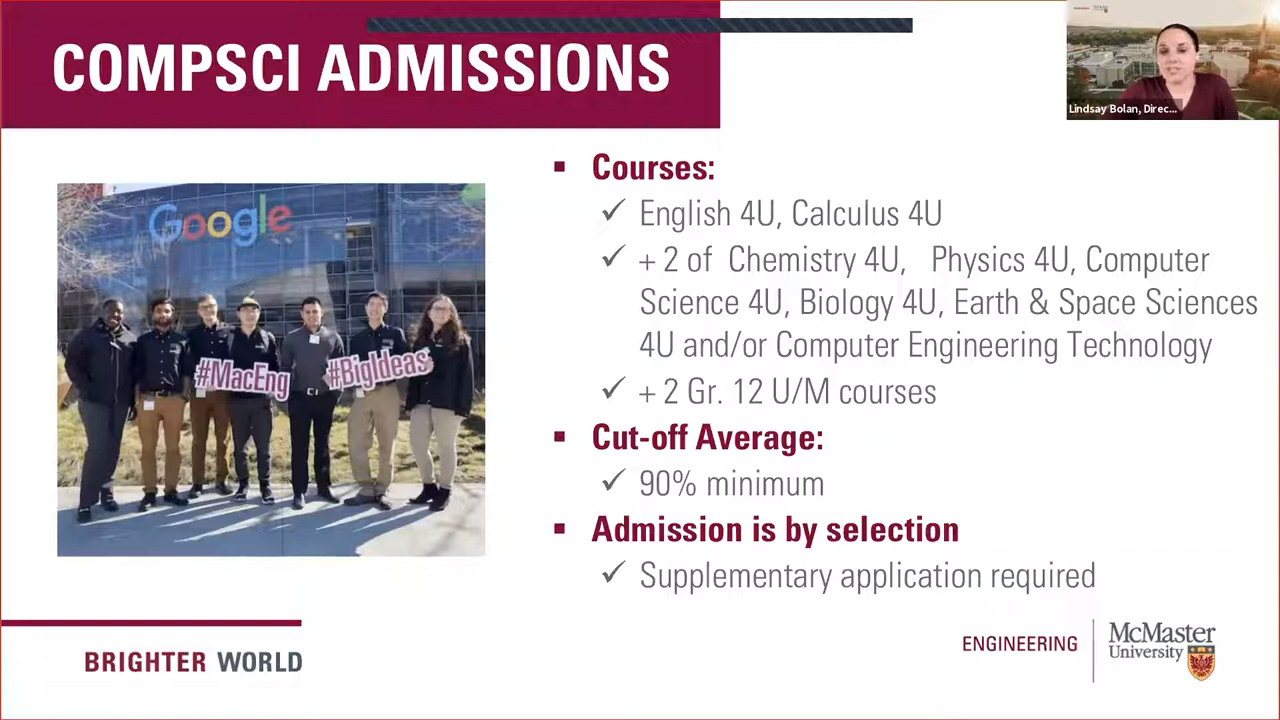 COMPSCI ADMISSIONS
Lindsay Bolan, Direc...
Google
#MacEng
#BigIdeas
▪ Courses:
✓ English 4U, Calculus 4U
✓ + 2 of Chemistry 4U, Physics 4U, Computer
Science 4U, Biology 4U, Earth & Space Sciences
4U and/or Computer Engineering Technology
✓ + 2 Gr. 12 U/M courses
▪ Cut-off Average:
✓ 90% minimum
▪ Admission is by selection
✓ Supplementary application required
BRIGHTER WORLD
ENGINEERING
McMaster
University